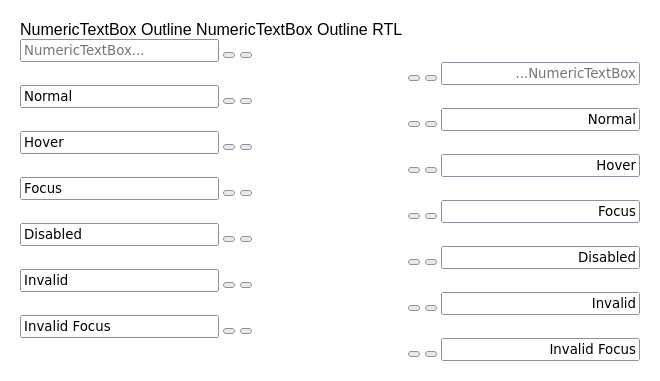 NumericTextBox Outline NumericTextBox Outline RTL
NumericTextBox...
...NumericTextBox
Normal
Normal
Hover
Hover
Focus
Focus
Disabled
Disabled
Invalid
Invalid
Invalid Focus
Invalid Focus